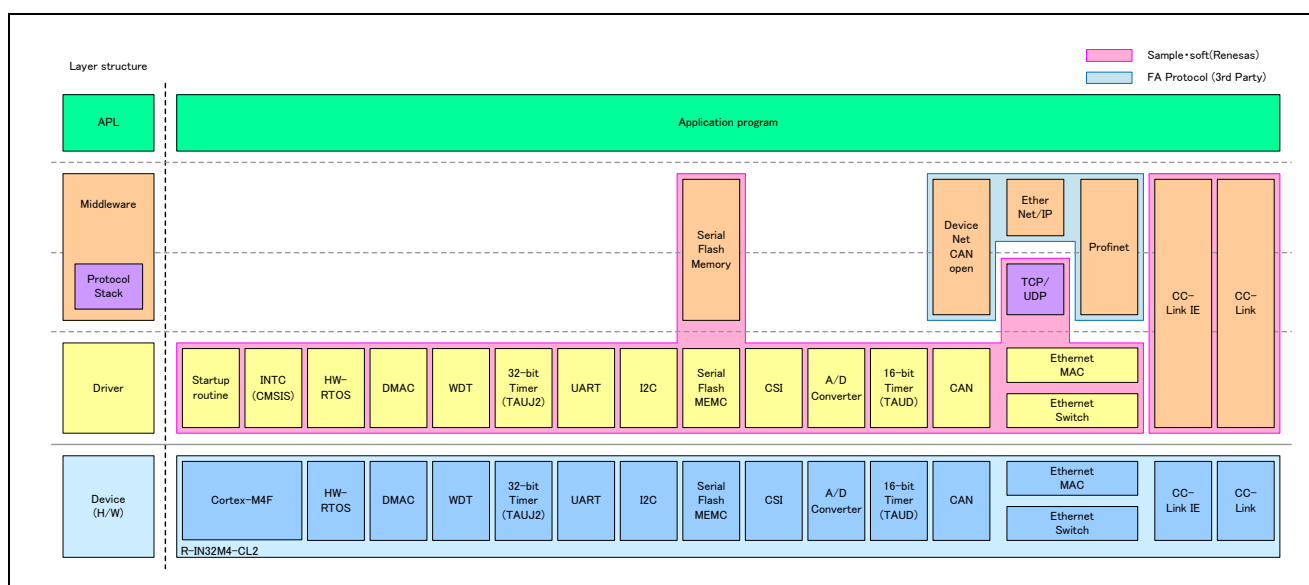 Layer structure
Sample・soft(Renesas)
FA Protocol (3rd Party)
APL
Application program
Middleware
Protocol
Stack
Serial
Flash
Memory
Device
Net
CAN
open
Ether
Net/IP
TCP/
UDP
Profinet
CC-
Link IE
CC-
Link
Driver
Startup
routine
INTC
(CMSIS)
HW-
RTOS
DMAC
WDT
32-bit
Timer
(TAUJ2)
UART
I2C
Serial
Flash
MEMC
CSI
A/D
Converter
16-bit
Timer
(TAUD)
CAN
Ethernet
MAC
Ethernet
Switch
Device
(H/W)
Cortex-M4F
HW-
RTOS
DMAC
WDT
32-bit
Timer
(TAUJ2)
UART
I2C
Serial
Flash
MEMC
CSI
A/D
Converter
16-bit
Timer
(TAUD)
CAN
Ethernet
MAC
Ethernet
Switch
CC-
Link IE
CC-
Link
R-IN32M4-CL2